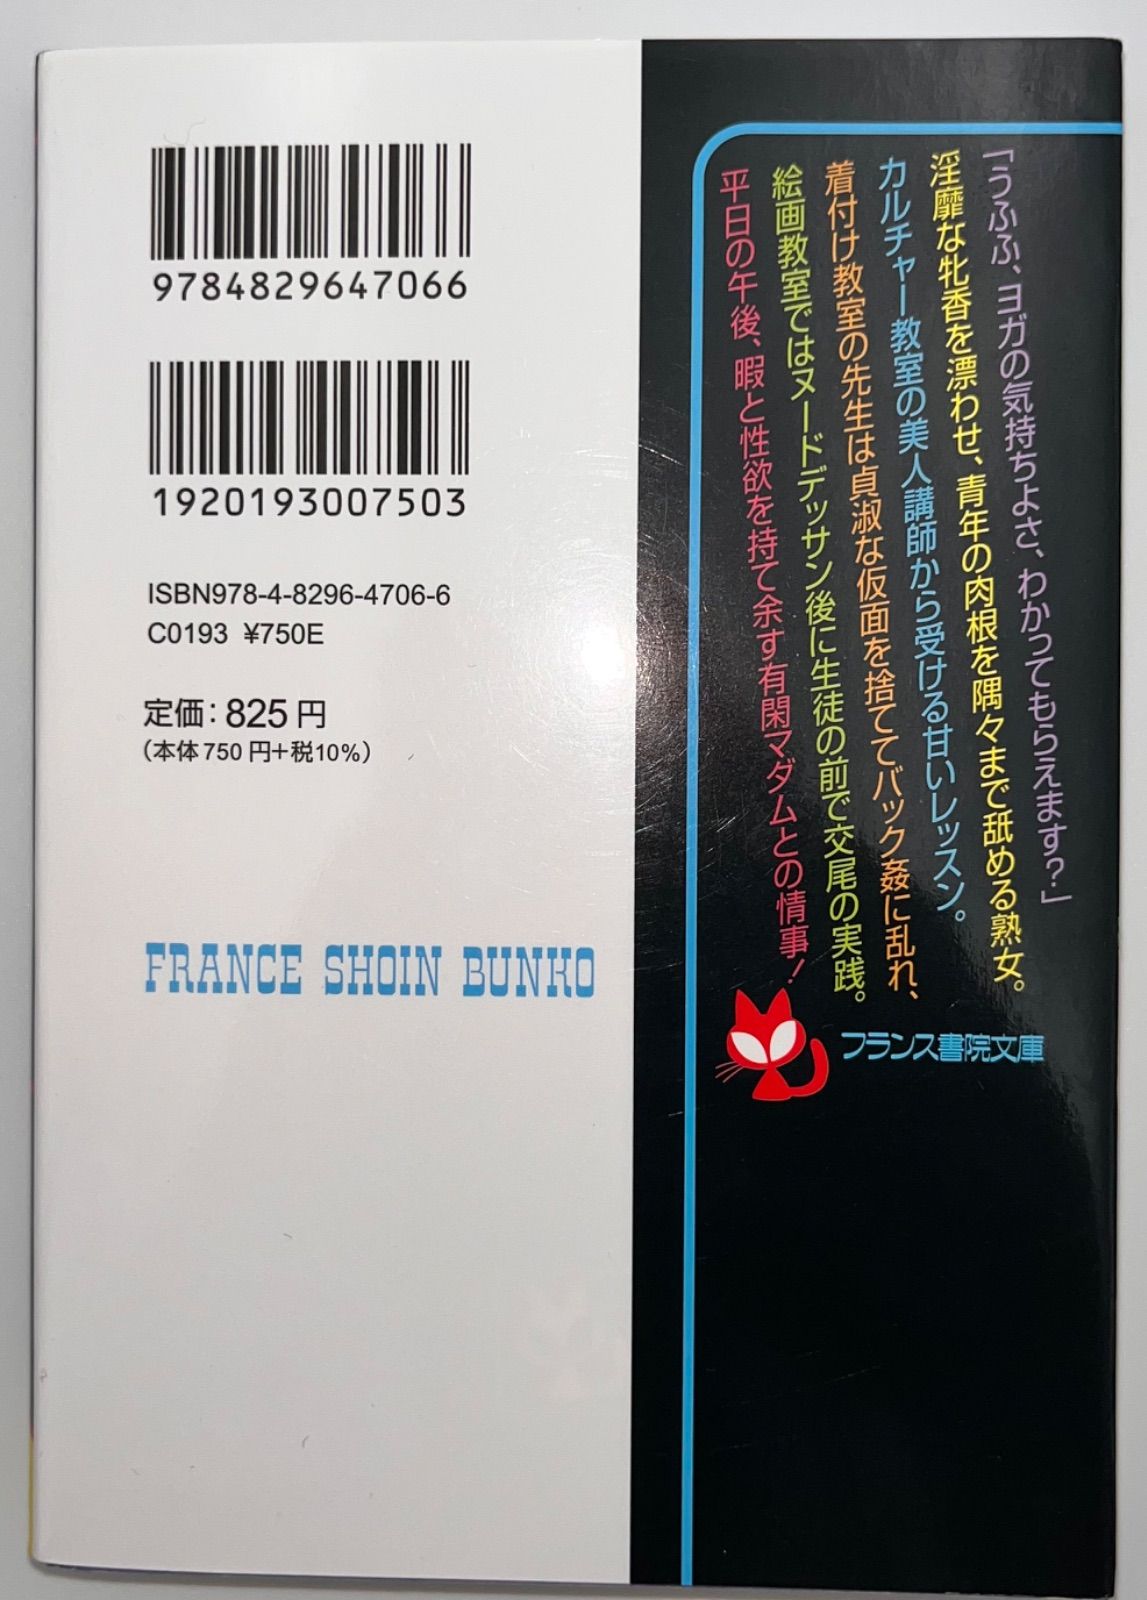 「うふふ、ヨガの気持ちよさ、わかってもらえます?」
淫靡な牝香を漂わせ、青年の肉根を隅々まで舐める熟女。
カルチャー教室の美人講師から受ける甘いレッスン。
着付け教室の先生は貞淑な仮面を捨ててバック姦に乱れ、
絵画教室ではヌードデッサン後に生徒の前で交尾の実践。
平日の午後、暇と性欲を持て余す有閑マダムとの情事!
フランス書院文庫
9784829647066
1920193007503
ISBN978-4-8296-4706-6
C0193 ¥750E
定価:825円
(本体750円+税10%)
FRANCE SHOIN BUNKO